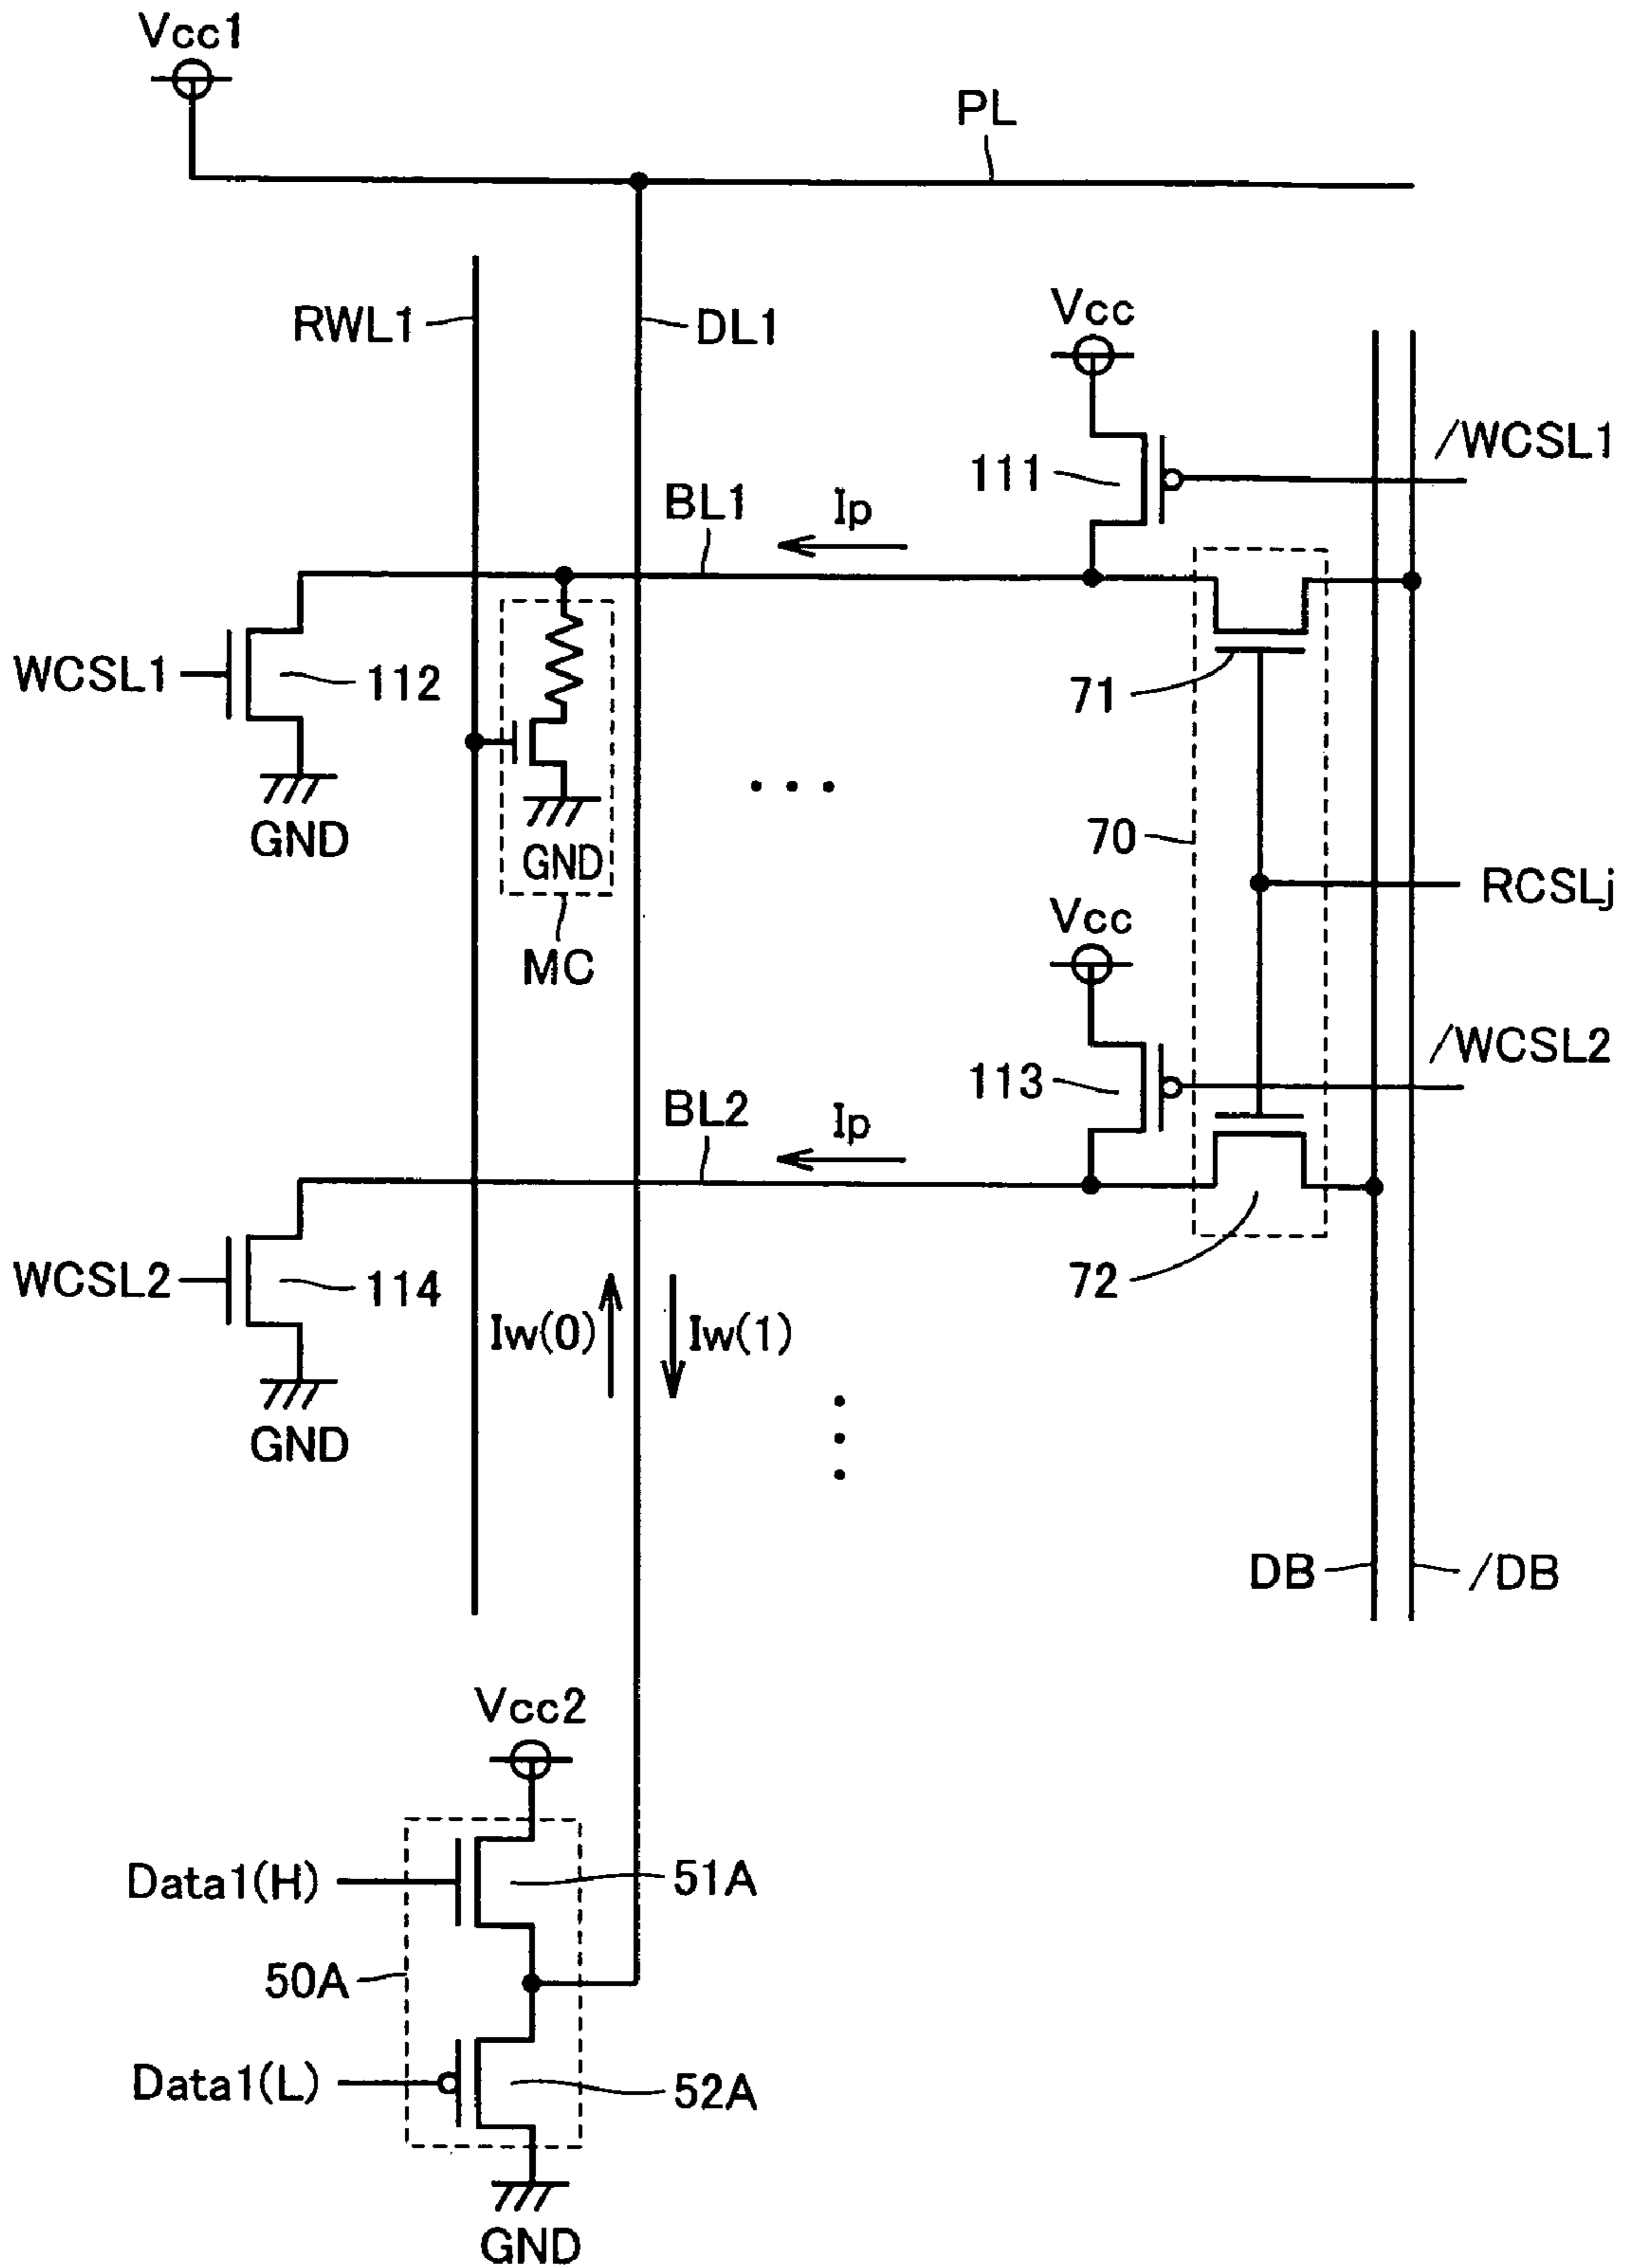 Vcc1
PL
RWL1
DL1
Vcc
/WCSL1
111
BL1
Ip
WCSL1
112
71
GND
GND
70
RCSLj
MC
Vcc
/WCSL2
113
BL2
Ip
WCSL2
114
72
Iw(0)
Iw(1)
GND
DB
/DB
Vcc2
Data1(H)
51A
50A
Data1(L)
52A
GND